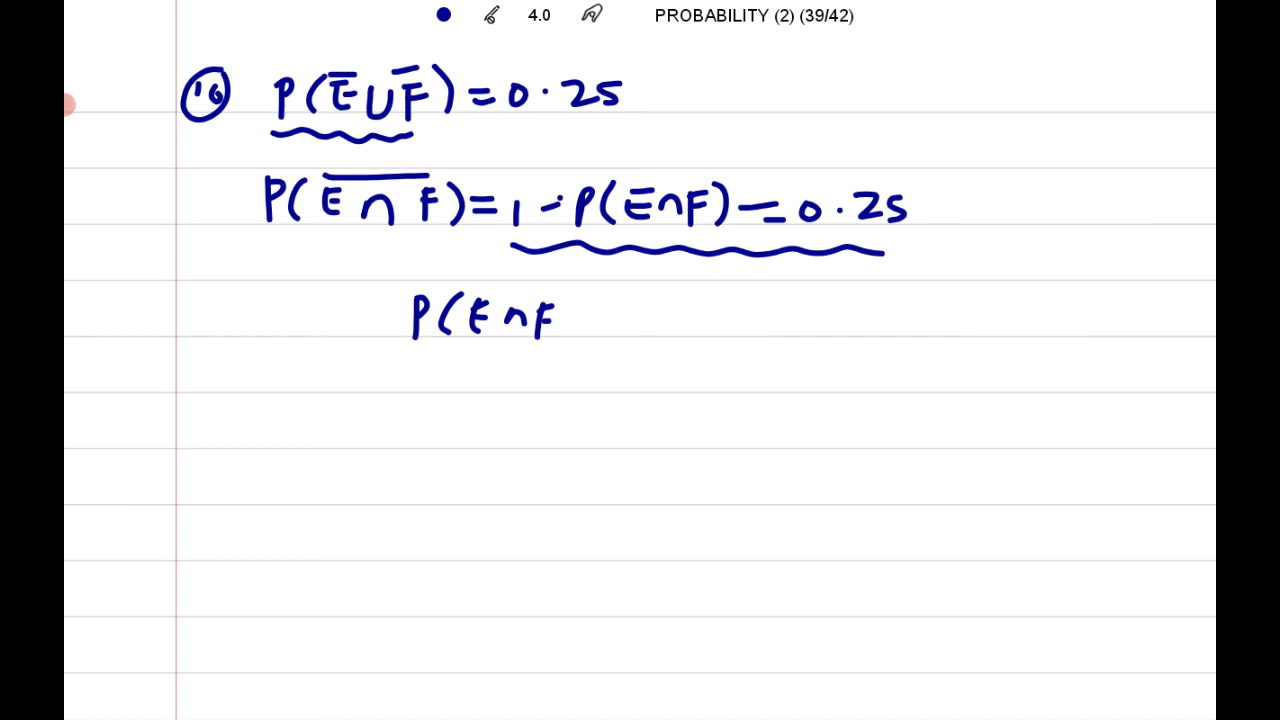 4.0 PROBABILITY (2) (39/42)
16 P(E̅ ∪ F̅) = 0.25
P(E̅ ̅∩̅ ̅F̅) = 1 - P(E∩F) = 0.25
P(E∩F